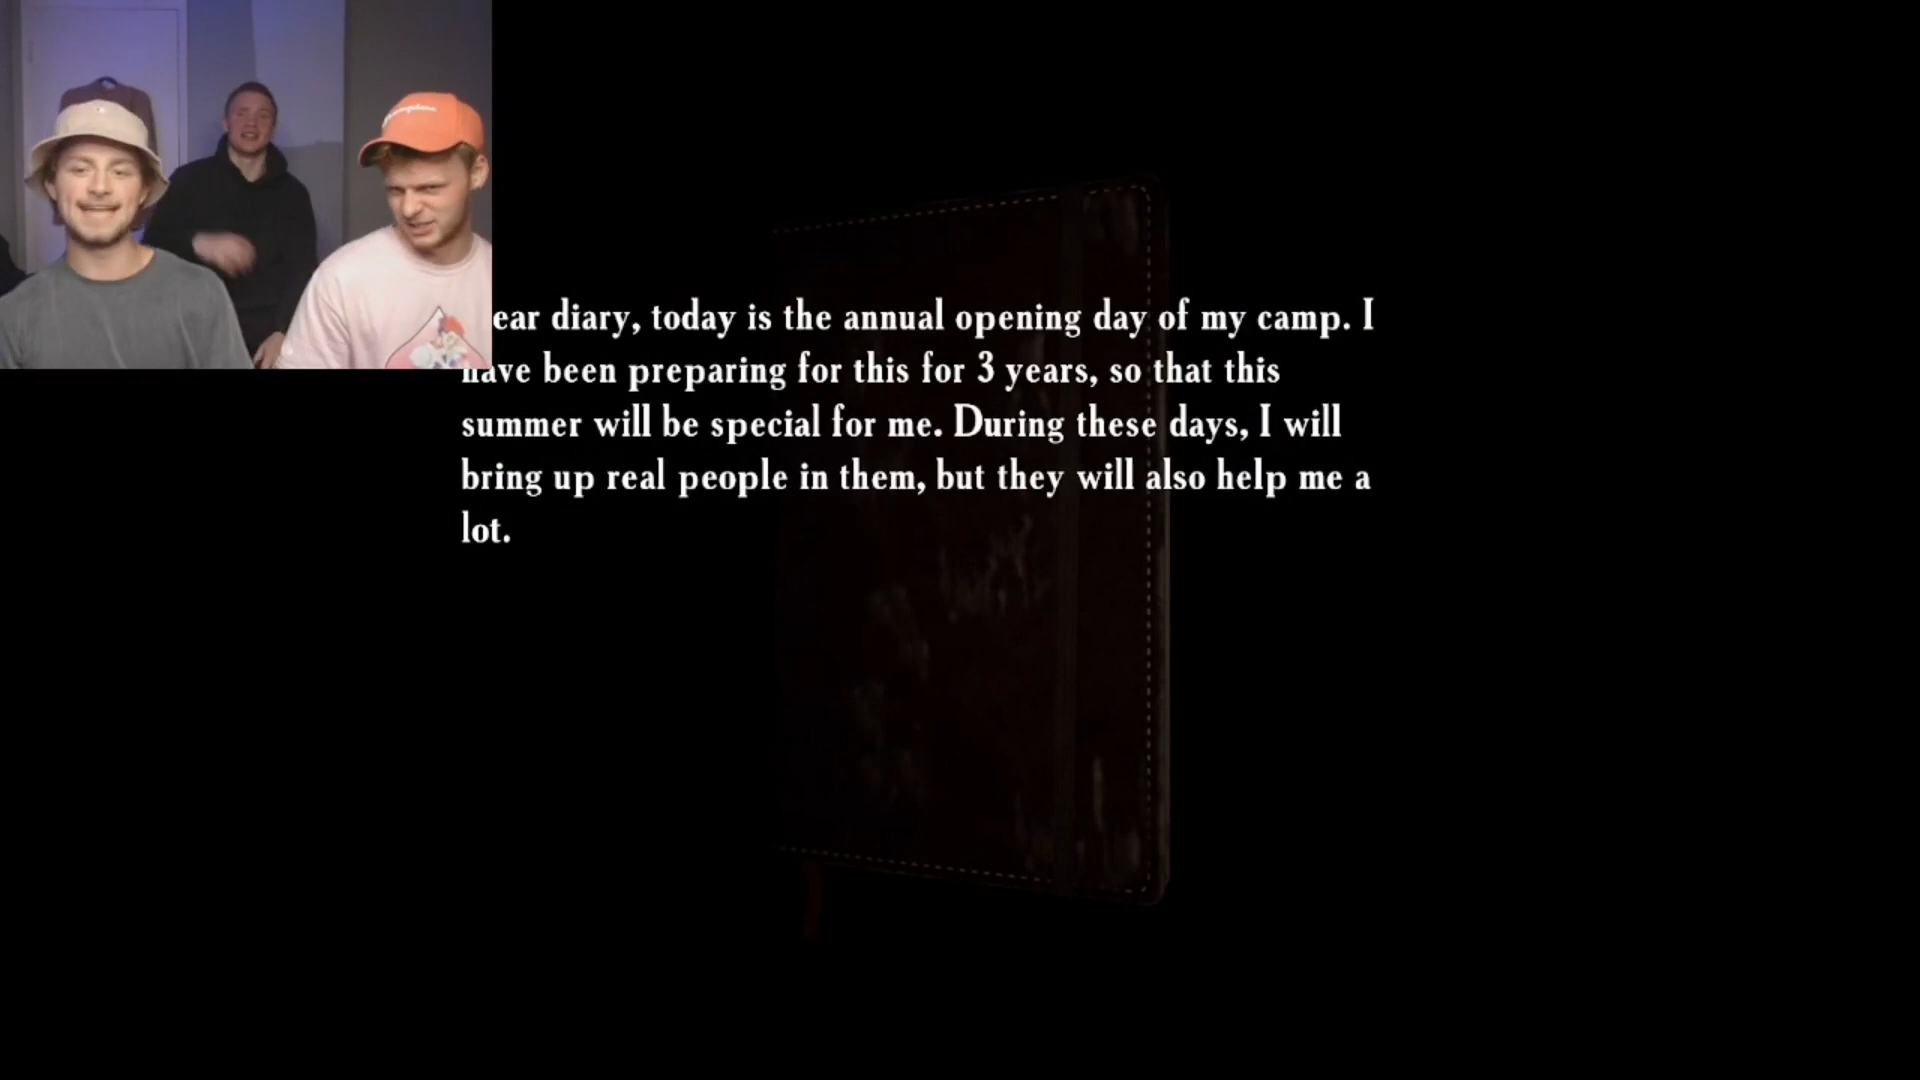 ear diary, today is the annual opening day of my camp. I
have been preparing for this for 3 years, so that this
summer will be special for me. During these days, I will
bring up real people in them, but they will also help me a
lot.